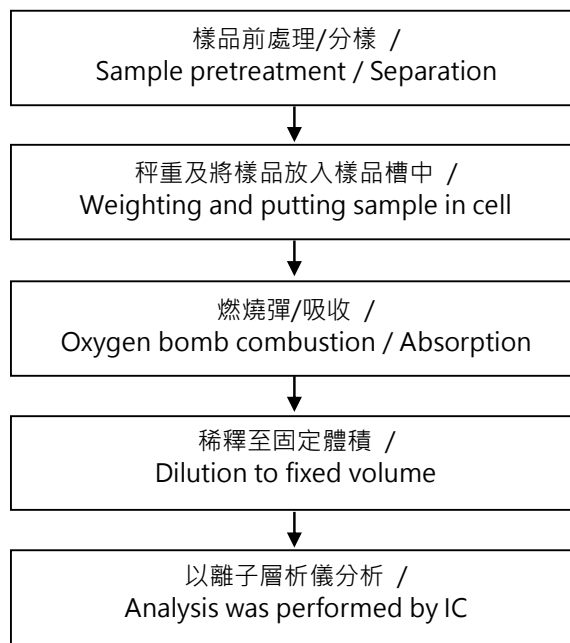 樣品前處理/分樣 /
Sample pretreatment / Separation
秤重及將樣品放入樣品槽中 /
Weighting and putting sample in cell
燃燒彈/吸收 /
Oxygen bomb combustion / Absorption
稀釋至固定體積 /
Dilution to fixed volume
以離子層析儀分析 /
Analysis was performed by IC